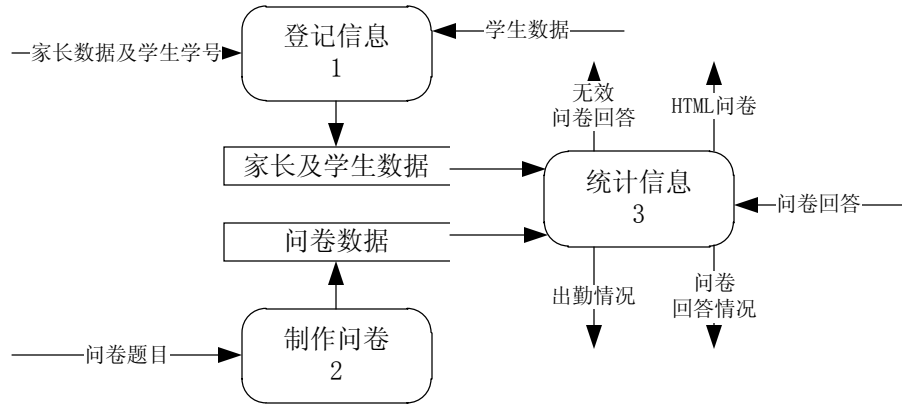 登记信息
1
学生数据
家长数据及学生学号
无效
问卷回答
HTML问卷
家长及学生数据
统计信息
3
问卷回答
问卷数据
出勤情况
问卷
回答情况
制作问卷
2
问卷题目